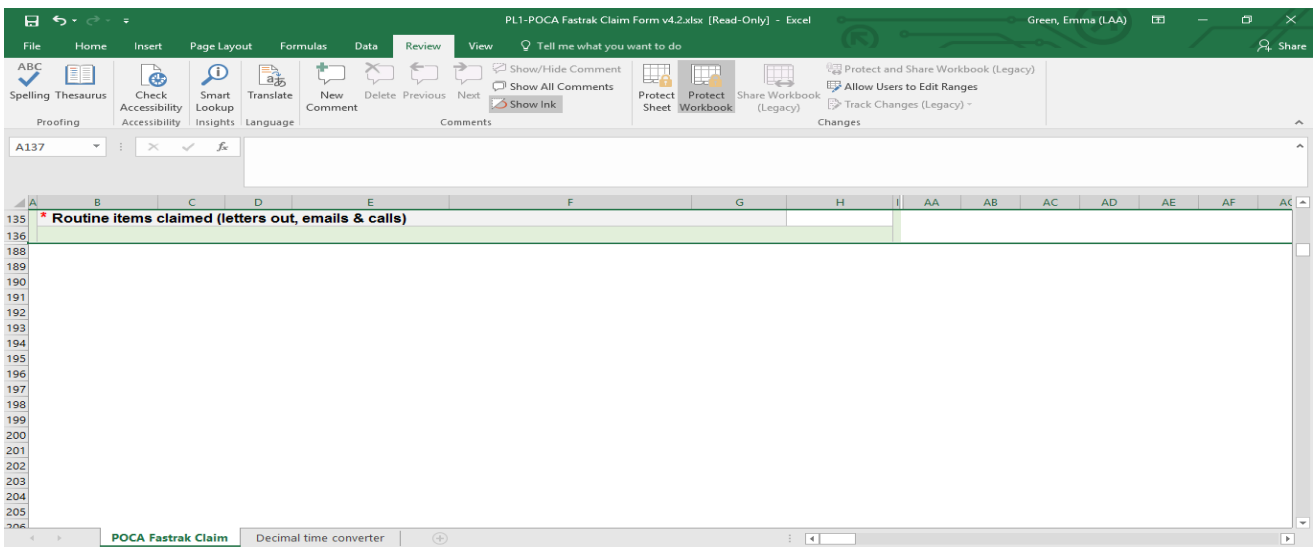 PL1-POCA Fastrak Claim Form v4.2.xlsx [Read-Only] - Excel Green, Emma (LAA)
File Home Insert Page Layout Formulas Data Review View Tell me what you want to do Share
ABC
Spelling Thesaurus Check Accessibility Smart Lookup Translate New Comment Delete Previous Next Show/Hide Comment Show All Comments Show Ink Protect Sheet Protect Workbook Share Workbook (Legacy) Protect and Share Workbook (Legacy) Allow Users to Edit Ranges Track Changes (Legacy)
Proofing Accessibility Insights Language Comments Changes
A137 fx
A B C D E F G H I AA AB AC AD AE AF AG
135 * Routine items claimed (letters out, emails & calls)
136
188
189
190
191
192
193
194
195
196
197
198
199
200
201
202
203
204
205
206
POCA Fastrak Claim Decimal time converter